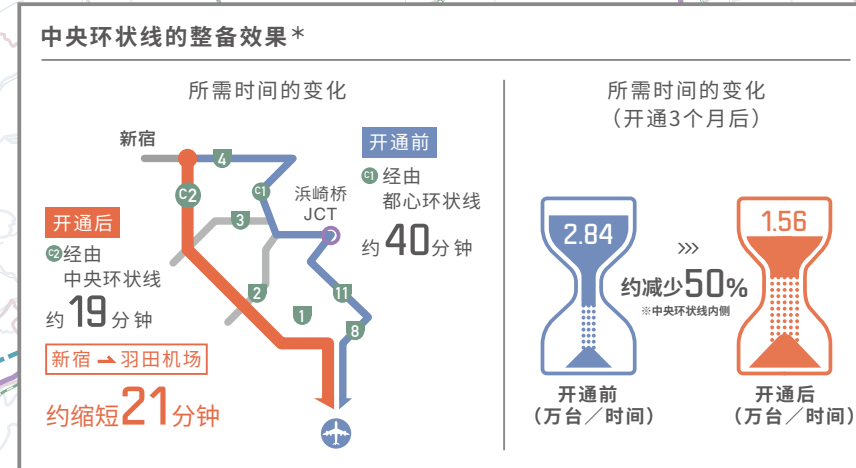 中央环状线的整备效果*
所需时间的变化
新宿
4
C2
C1
3
2
1
11
8
浜崎桥
JCT
开通前
C1 经由
都心环状线
约40分钟
开通后
C2 经由
中央环状线
约19分钟
新宿 → 羽田机场
约缩短21分钟
所需时间的变化
（开通3个月后）
2.84
»»
1.56
约减少50%
※中央环状线内侧
开通前
（万台／时间）
开通后
（万台／时间）